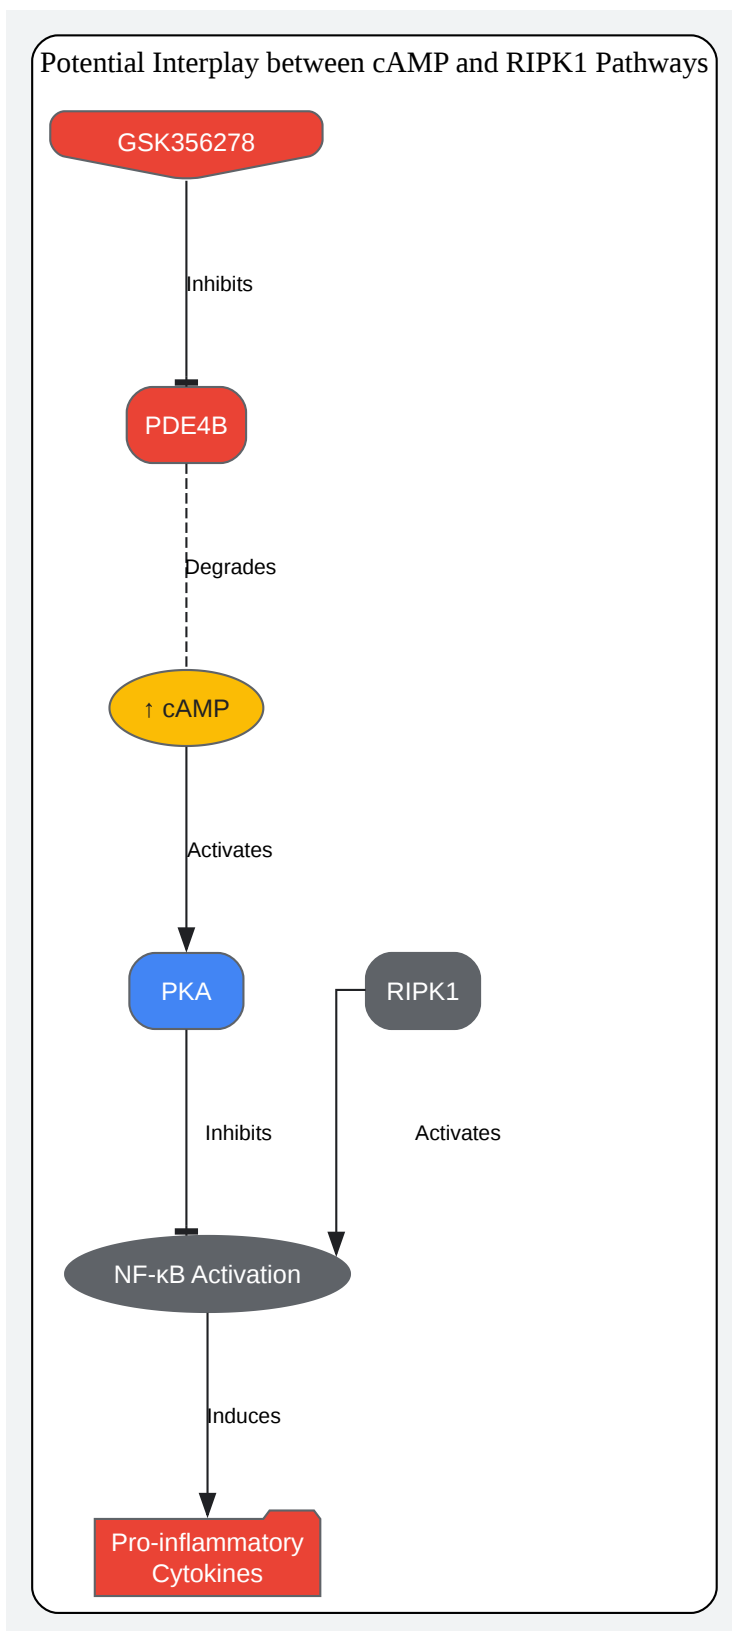 Potential Interplay between cAMP and RIPK1 Pathways
GSK356278
Inhibits
PDE4B
Degrades
↑ cAMP
Activates
PKA
RIPK1
Inhibits
Activates
NF-κB Activation
Induces
Pro-inflammatory
Cytokines